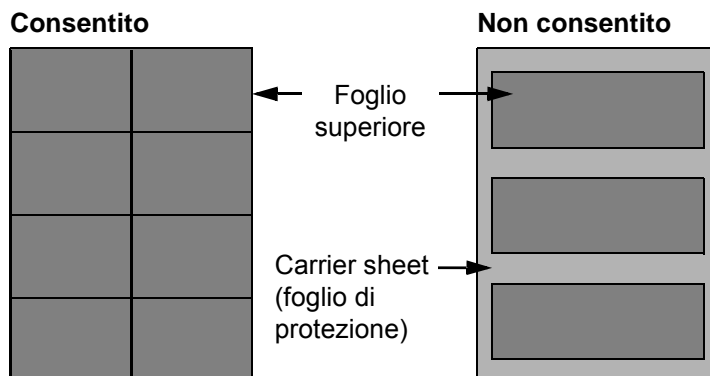 Consentito
Non consentito
Foglio
superiore
Carrier sheet
(foglio di
protezione)